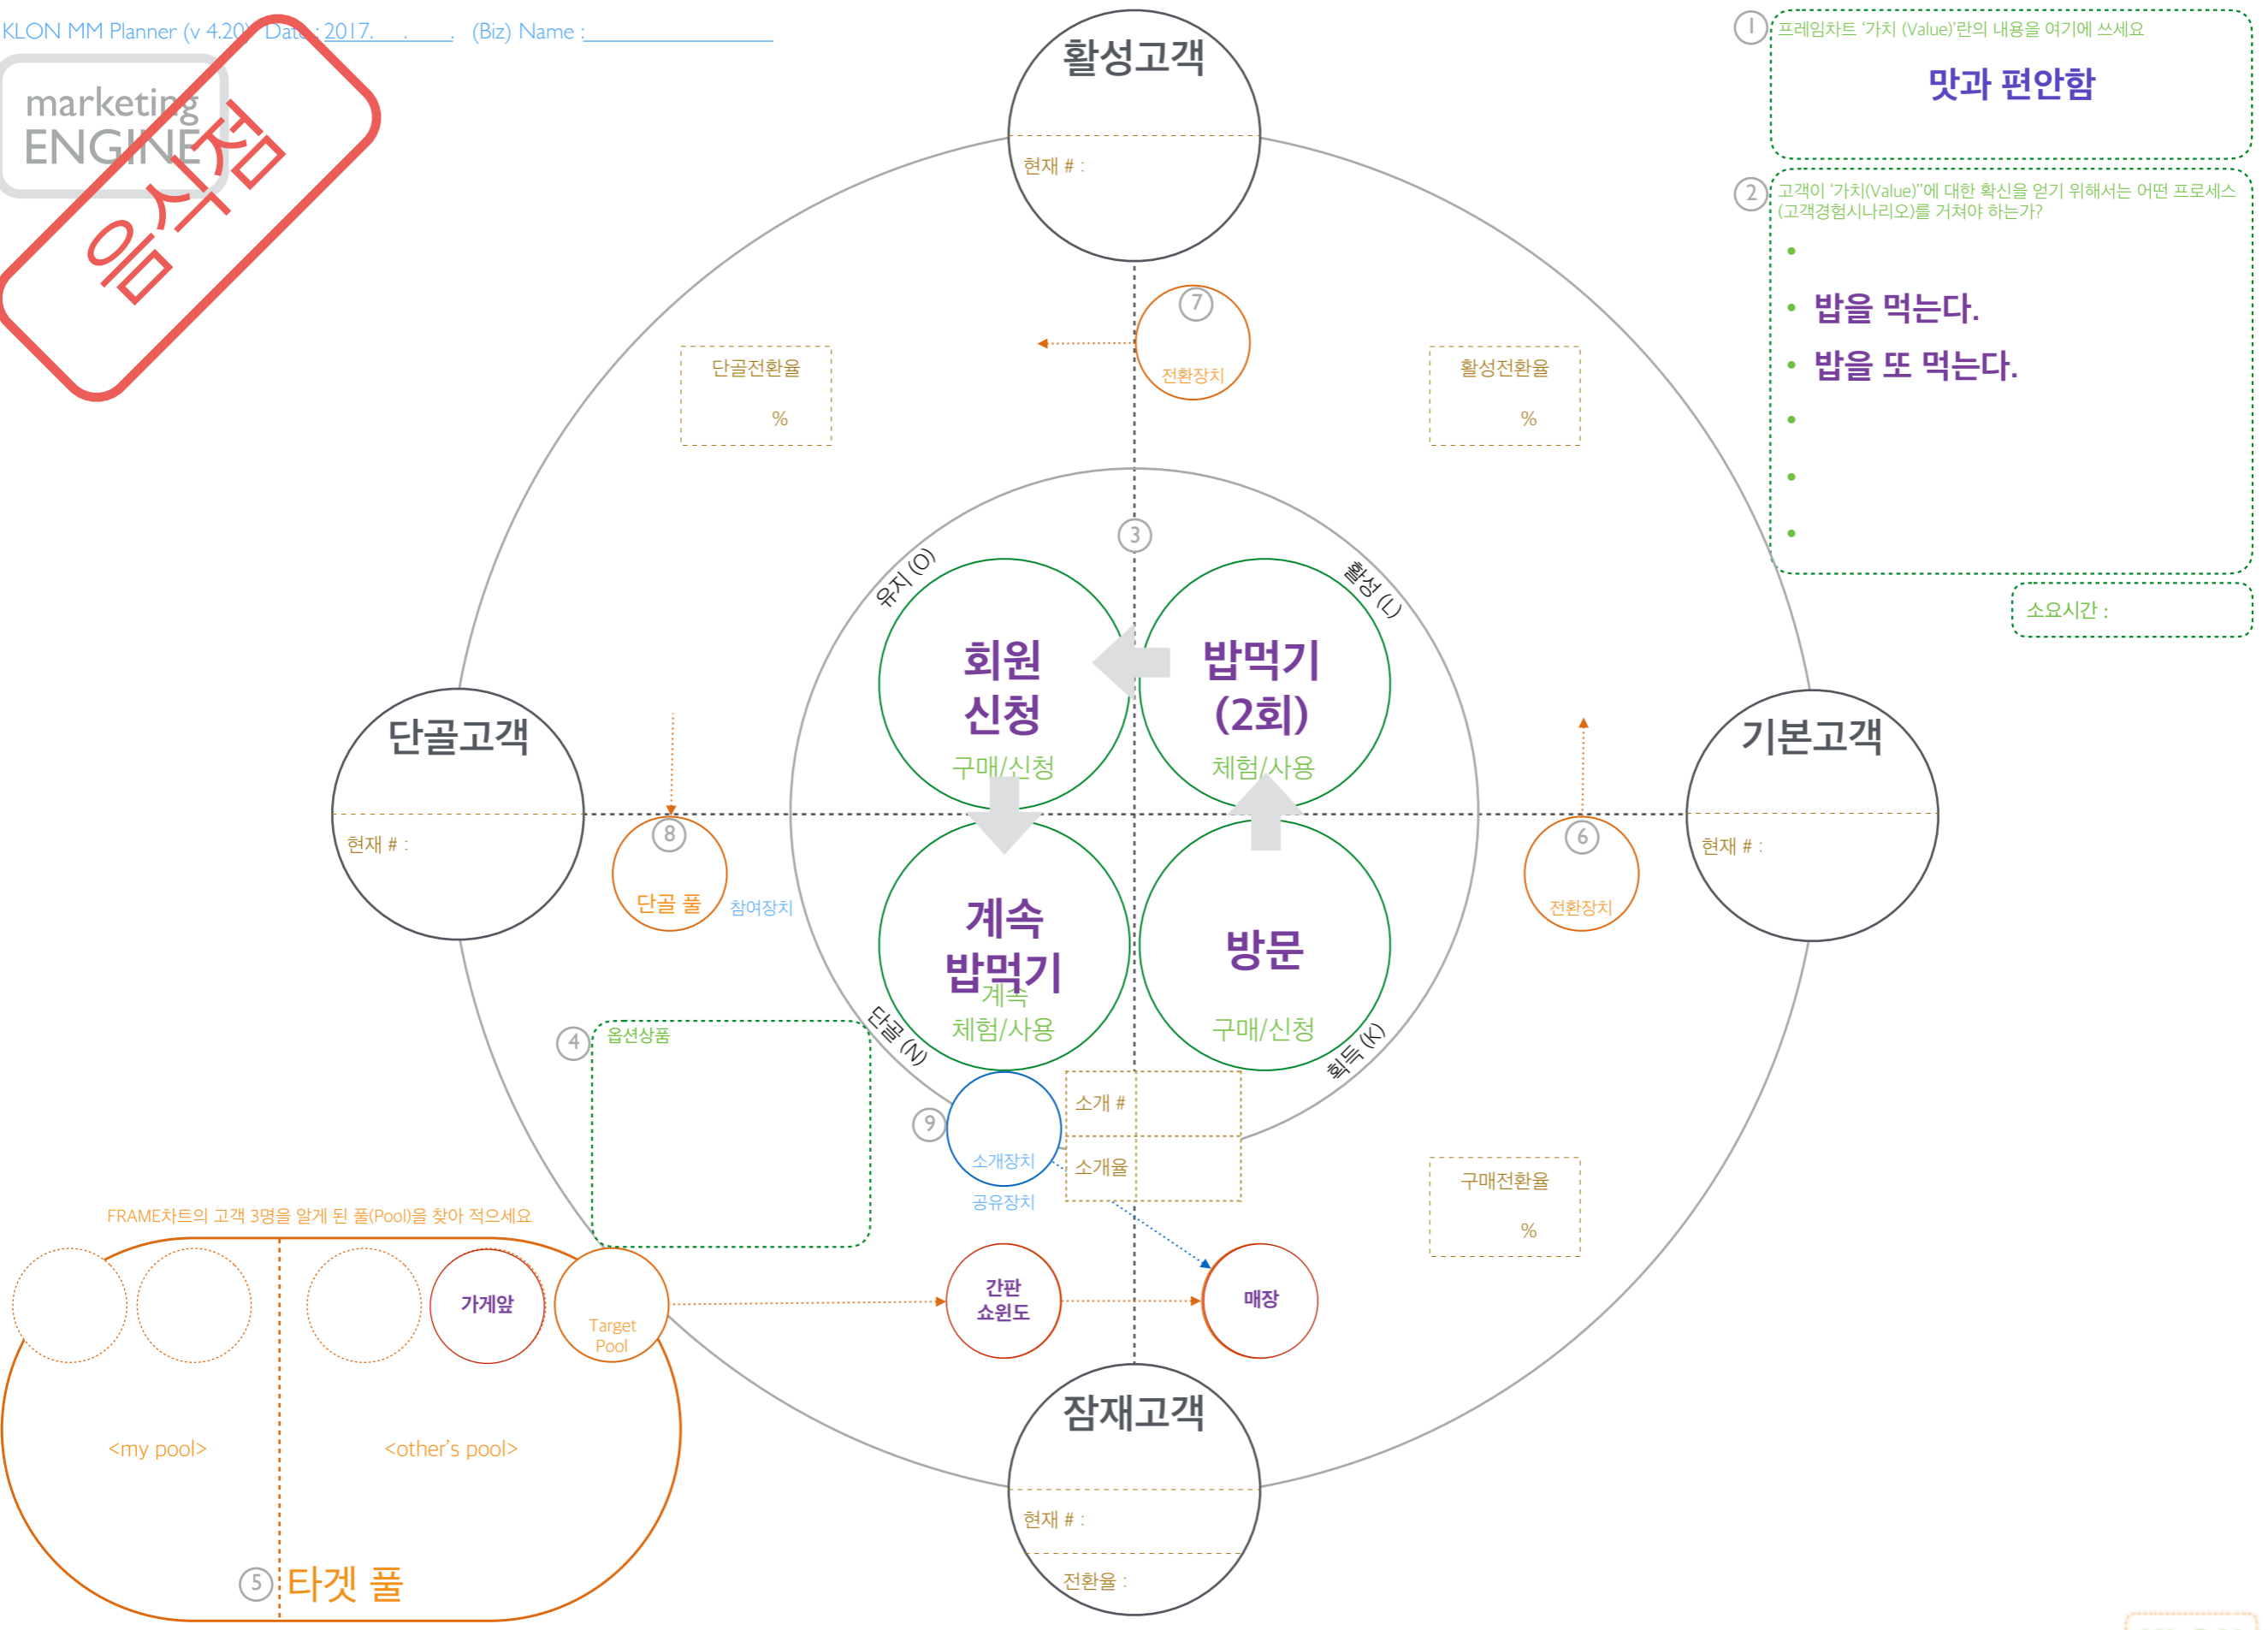 KLON MM Planner (v 4.20) Date : 2017. . . (Biz) Name :
marketing
ENGINE
음식점
활성고객
현재 # :
1
프레임차트 ‘가치 (Value)’란의 내용을 여기에 쓰세요
맛과 편안함
2
고객이 ‘가치(Value)”에 대한 확신을 얻기 위해서는 어떤 프로세스
(고객경험시나리오)를 거쳐야 하는가?
•
• 밥을 먹는다.
• 밥을 또 먹는다.
•
•
•
소요시간 :
7
전환장치
단골전환율
%
활성전환율
%
3
유지 (O)
활성 (L)
회원
신청
구매/신청
밥먹기
(2회)
체험/사용
단골고객
현재 # :
기본고객
현재 # :
8
단골 풀
참여장치
6
전환장치
계속
밥먹기
계속
체험/사용
방문
구매/신청
단골 (N)
획득 (K)
4
옵션상품
9
소개장치
공유장치
소개 #
소개율
구매전환율
%
FRAME차트의 고객 3명을 알게 된 풀(Pool)을 찾아 적으세요
가게앞
Target
Pool
간판
쇼윈도
매장
<my pool>
<other’s pool>
5
타겟 풀
잠재고객
현재 # :
전환율 :